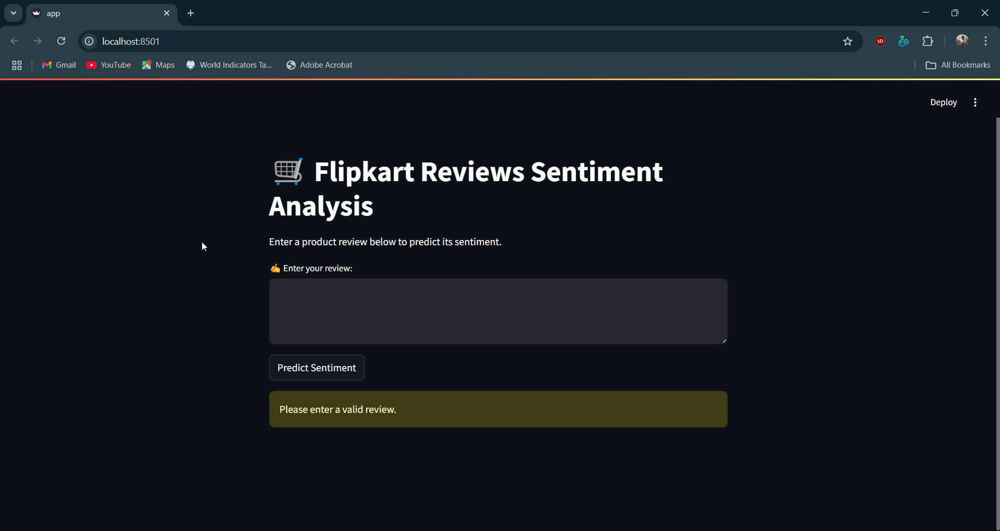 app
localhost:8501
Gmail
YouTube
Maps
World Indicators Ta...
Adobe Acrobat
All Bookmarks
Deploy
🛒 Flipkart Reviews Sentiment
Analysis
Enter a product review below to predict its sentiment.
✍️ Enter your review:
Predict Sentiment
Please enter a valid review.